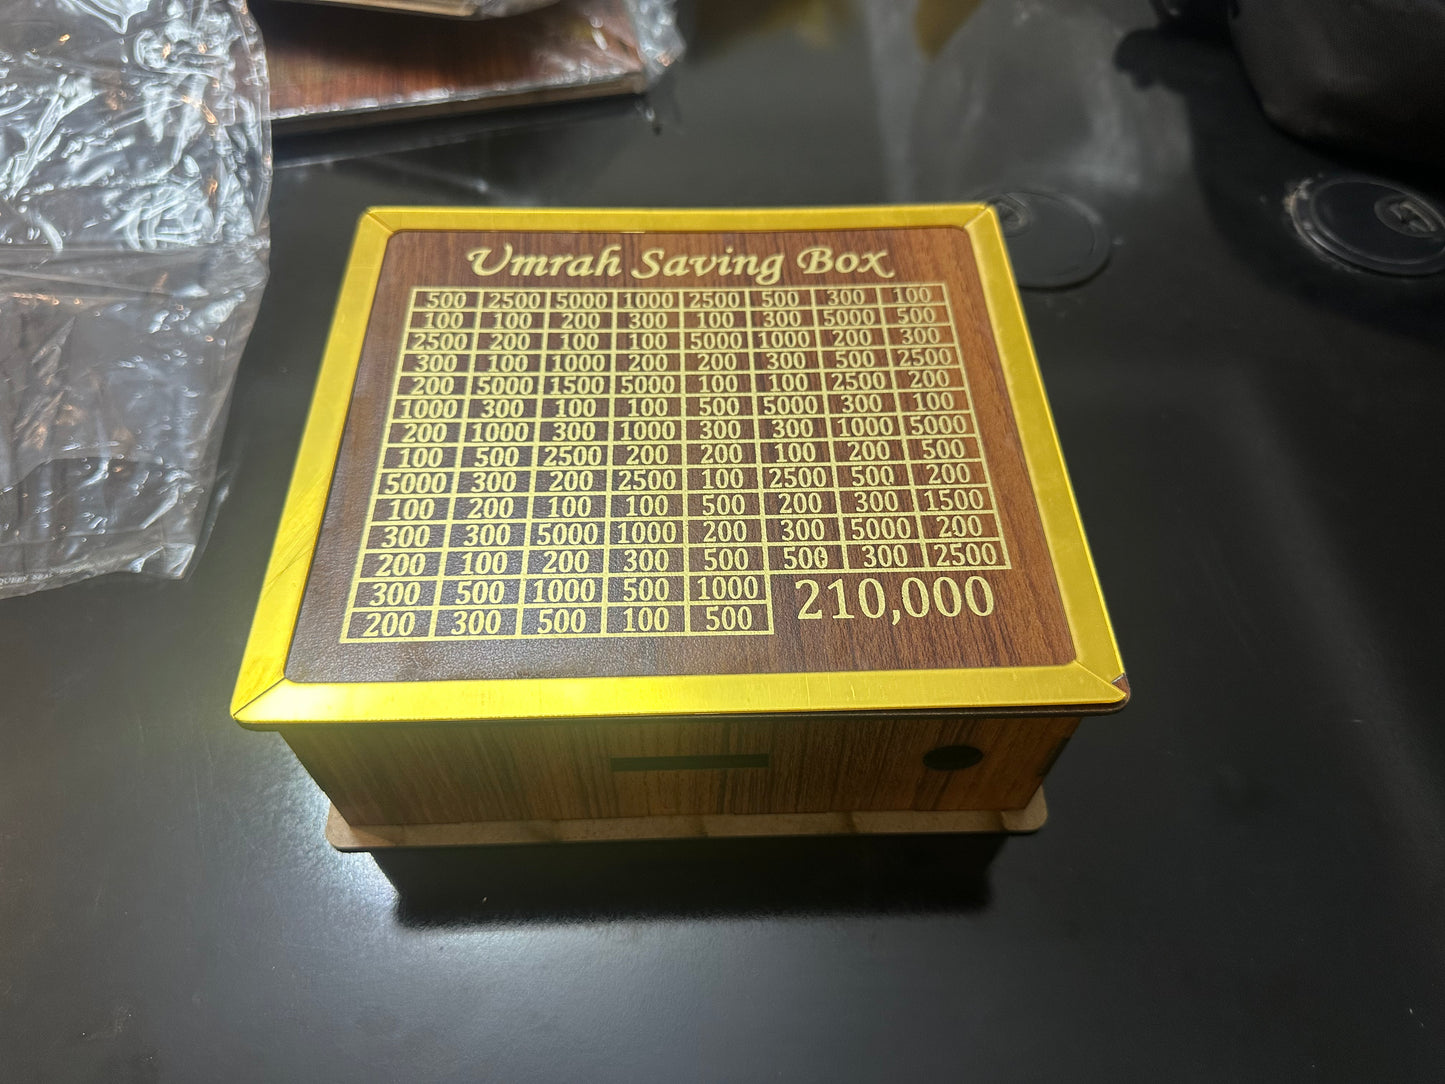 Umrah Saving Box
500 2500 5000 1000 2500 500 300 100
100 100 200 300 100 300 5000 500
2500 200 100 100 5000 1000 200 300
300 100 1000 200 200 300 500 2500
200 5000 1500 5000 100 100 2500 200
1000 300 100 100 500 5000 300 100
200 1000 300 1000 300 300 1000 5000
100 500 2500 200 200 100 200 500
5000 300 200 2500 100 2500 500 200
100 200 100 100 500 200 300 1500
300 300 5000 1000 200 300 5000 200
200 100 200 300 500 500 300 2500
300 500 1000 500 1000
200 300 500 100 500
210,000